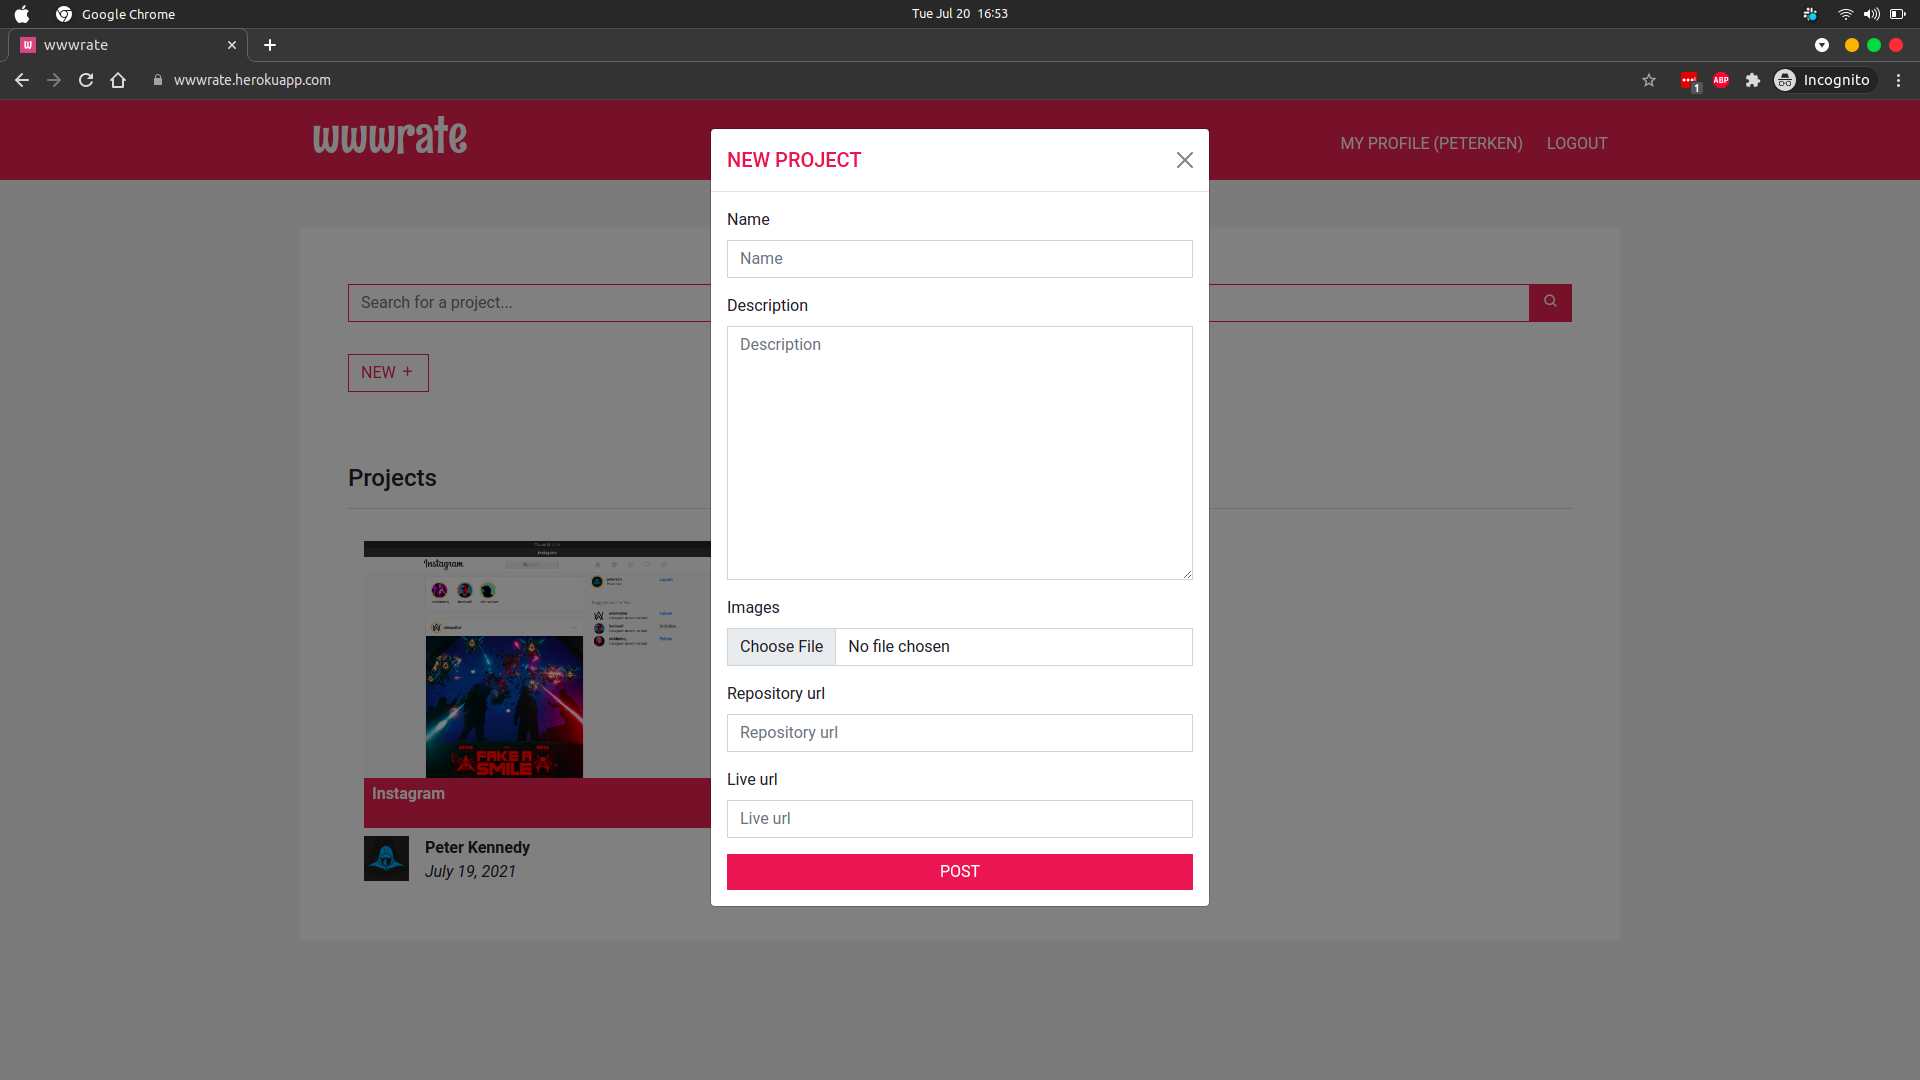 Google Chrome
Tue Jul 20 16:53
wwwrate
wwwrate.herokuapp.com
1
ABP
Incognito
wwwrate
MY PROFILE (PETERKEN)
LOGOUT
NEW PROJECT
Name
Name
Description
Description
Images
Choose File
No file chosen
Repository url
Repository url
Live url
Live url
POST
Search for a project...
NEW +
Projects
Instagram
FAKE A
SMILE
Instagram
Peter Kennedy
July 19, 2021